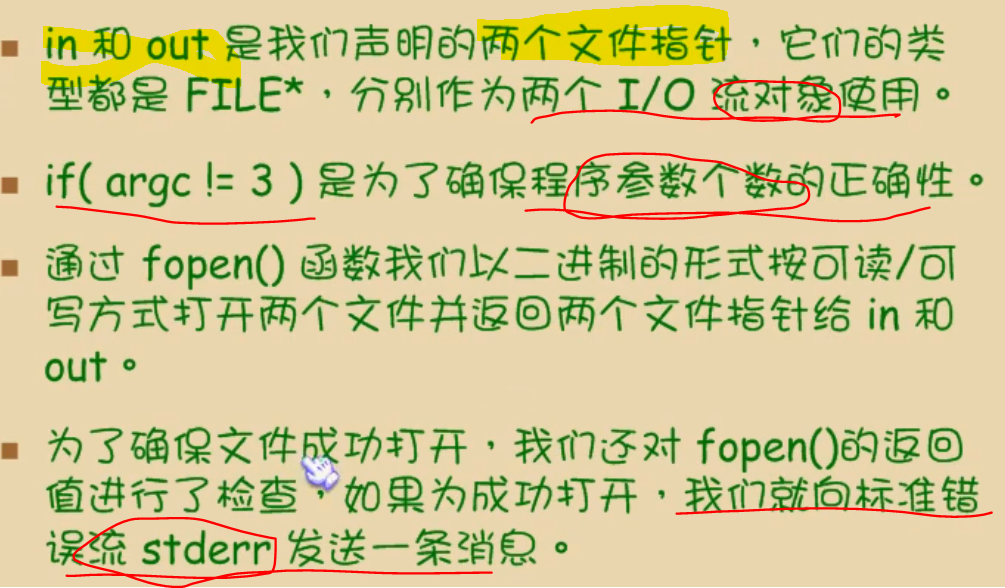 in 和 out 是我们声明的两个文件指针，它们的类
型都是 FILE*，分别作为两个 I/O 流对象使用。
if( argc != 3 ) 是为了确保程序参数个数的正确性。
通过 fopen() 函数我们以二进制的形式按可读/可
写方式打开两个文件并返回两个文件指针给 in 和
out。
为了确保文件成功打开，我们还对 fopen()的返回
值进行了检查，如果为成功打开，我们就向标准错
误流 stderr 发送一条消息。